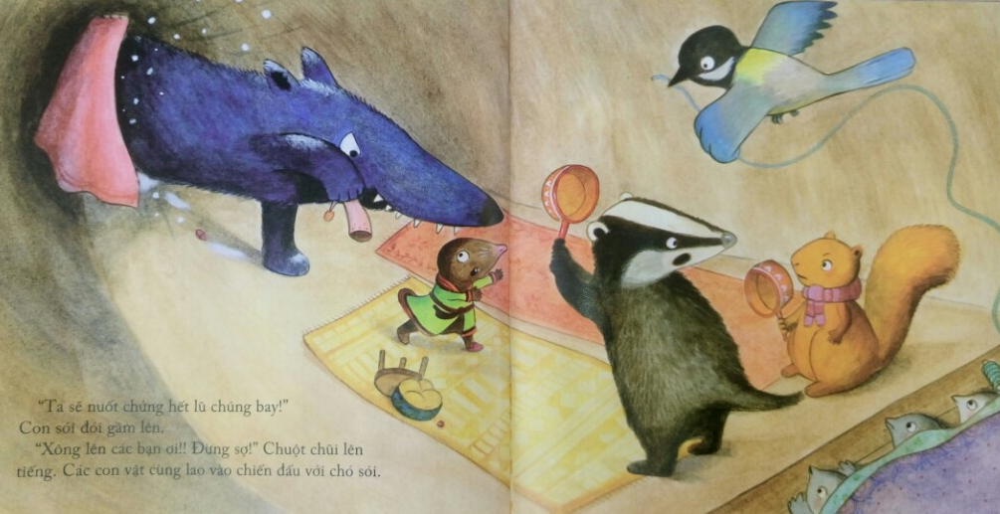 “Ta sẽ nuốt chửng hết lũ chúng bay!”
Con sói đói gầm lên.
“Xông lên các bạn ơi!! Đừng sợ!” Chuột chũi lên
tiếng. Các con vật cùng lao vào chiến đấu với chó sói.